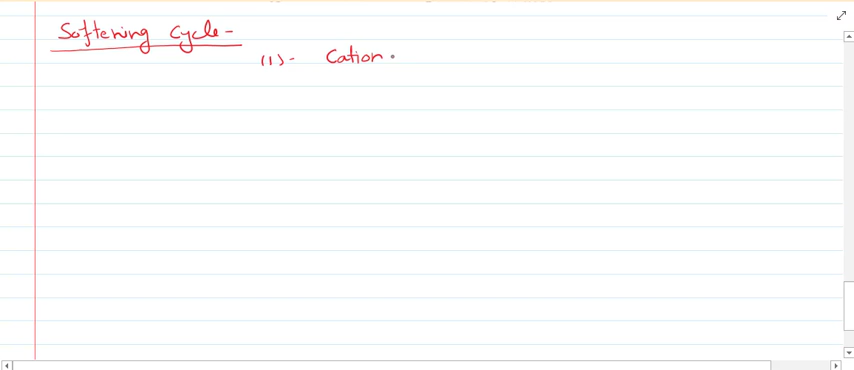 Softening Cycle -
(1) - Cation